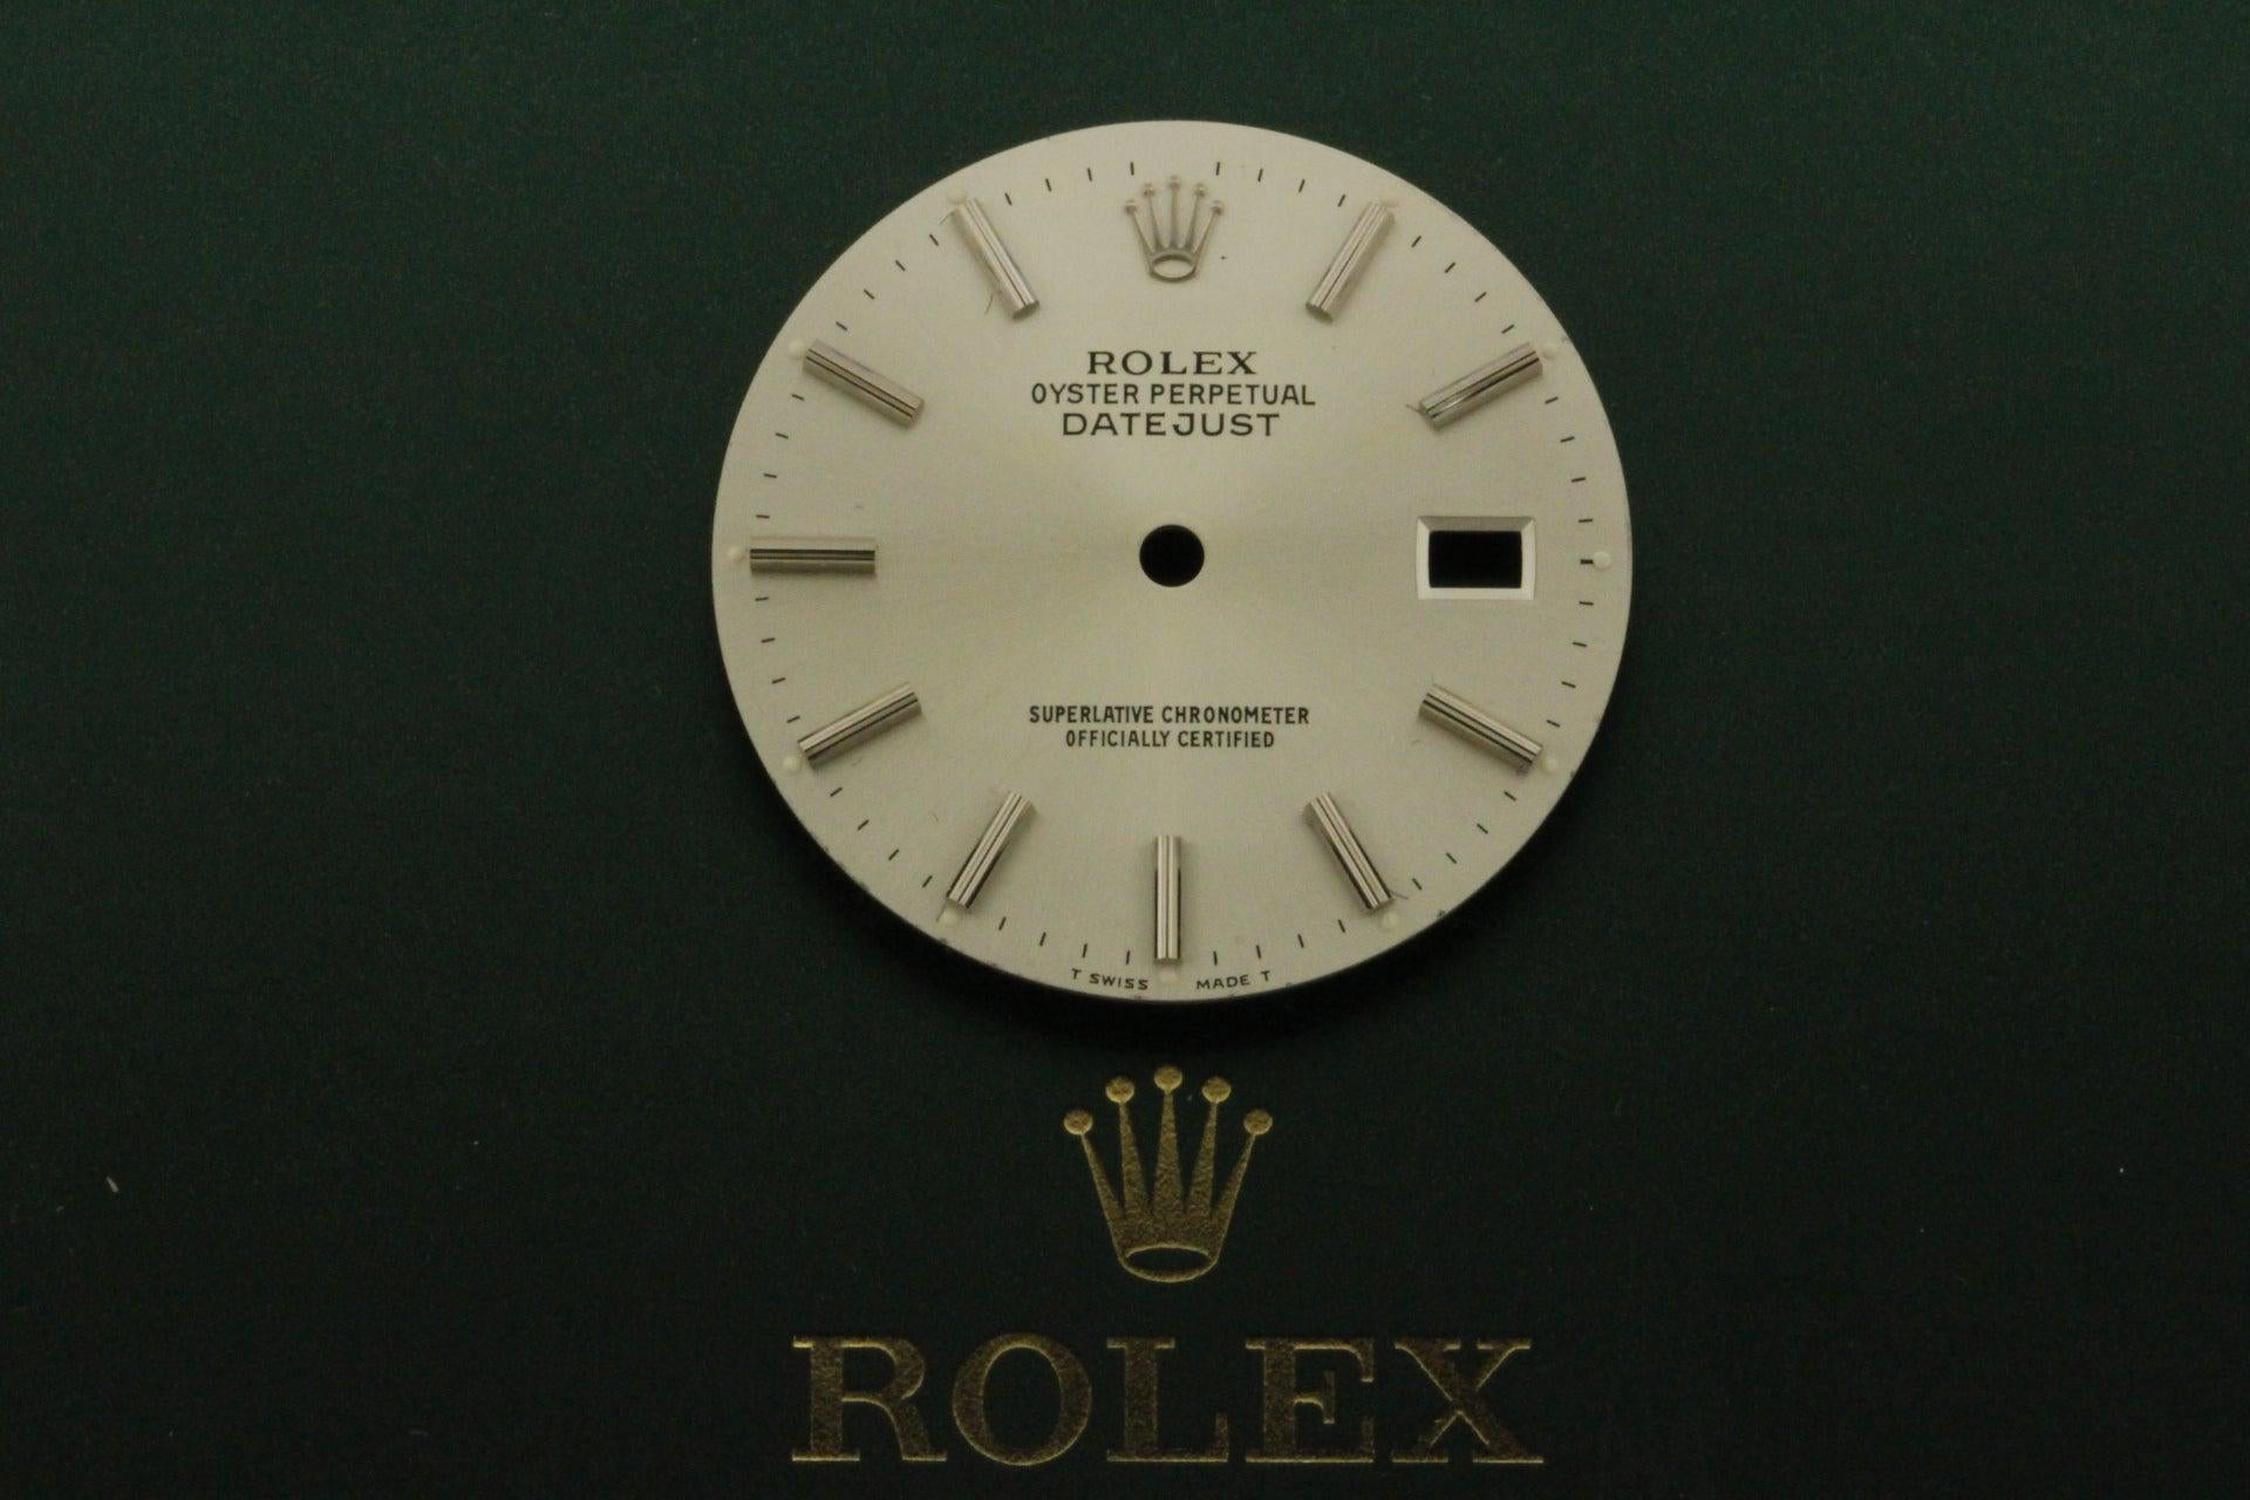 ROLEX
OYSTER PERPETUAL
DATEJUST
SUPERLATIVE CHRONOMETER
OFFICIALLY CERTIFIED
T SWISS MADE T
ROLEX